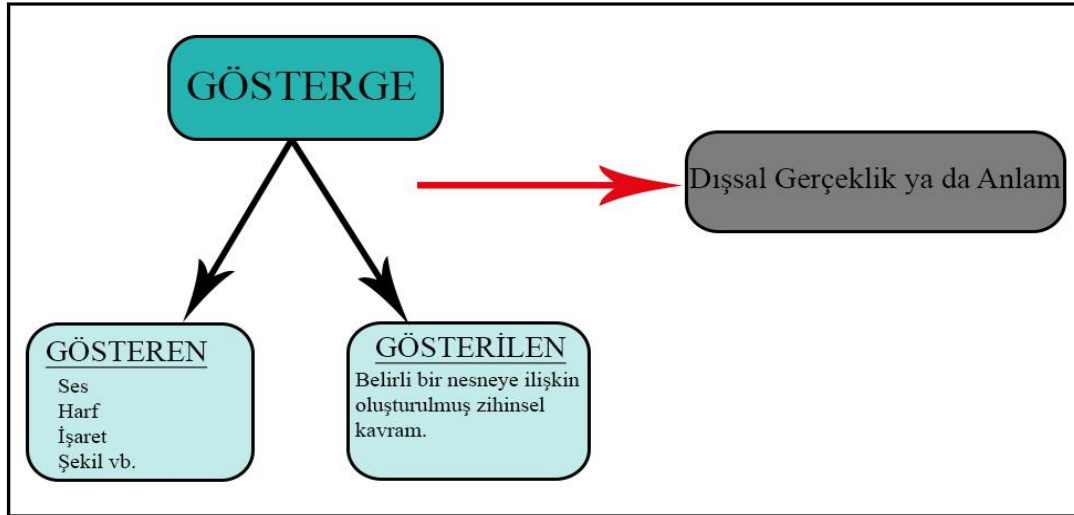 GÖSTERGE
Dışsal Gerçeklik ya da Anlam
GÖSTEREN
Ses
Harf
İşaret
Şekil vb.
GÖSTERİLEN
Belirli bir nesneye ilişkin
oluşturulmuş zihinsel
kavram.